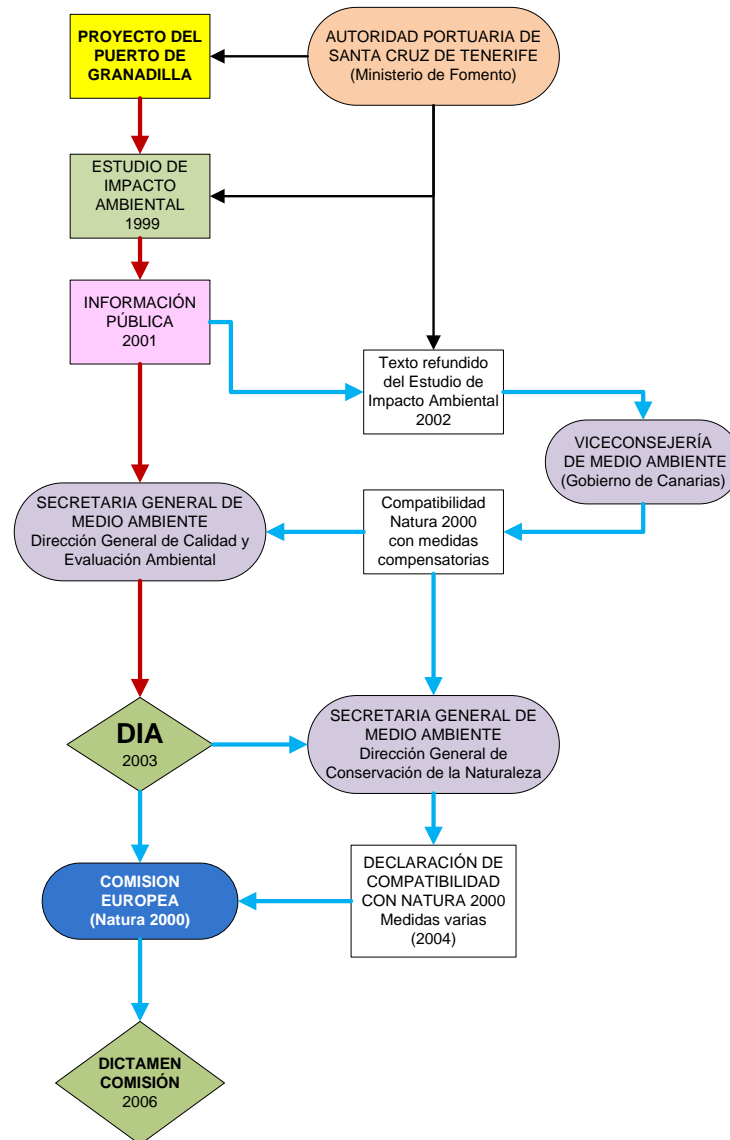 PROYECTO DEL
PUERTO DE
GRANADILLA
AUTORIDAD PORTUARIA DE
SANTA CRUZ DE TENERIFE
(Ministerio de Fomento)
ESTUDIO DE
IMPACTO
AMBIENTAL
1999
INFORMACIÓN
PÚBLICA
2001
Texto refundido
del Estudio de
Impacto Ambiental
2002
VICECONSEJERÍA
DE MEDIO AMBIENTE
(Gobierno de Canarias)
SECRETARIA GENERAL DE
MEDIO AMBIENTE
Dirección General de Calidad y
Evaluación Ambiental
Compatibilidad
Natura 2000
con medidas
compensatorias
DIA
2003
SECRETARIA GENERAL DE
MEDIO AMBIENTE
Dirección General de
Conservación de la Naturaleza
COMISION
EUROPEA
(Natura 2000)
DECLARACIÓN DE
COMPATIBILIDAD
CON NATURA 2000
Medidas varias
(2004)
DICTAMEN
COMISIÓN
2006